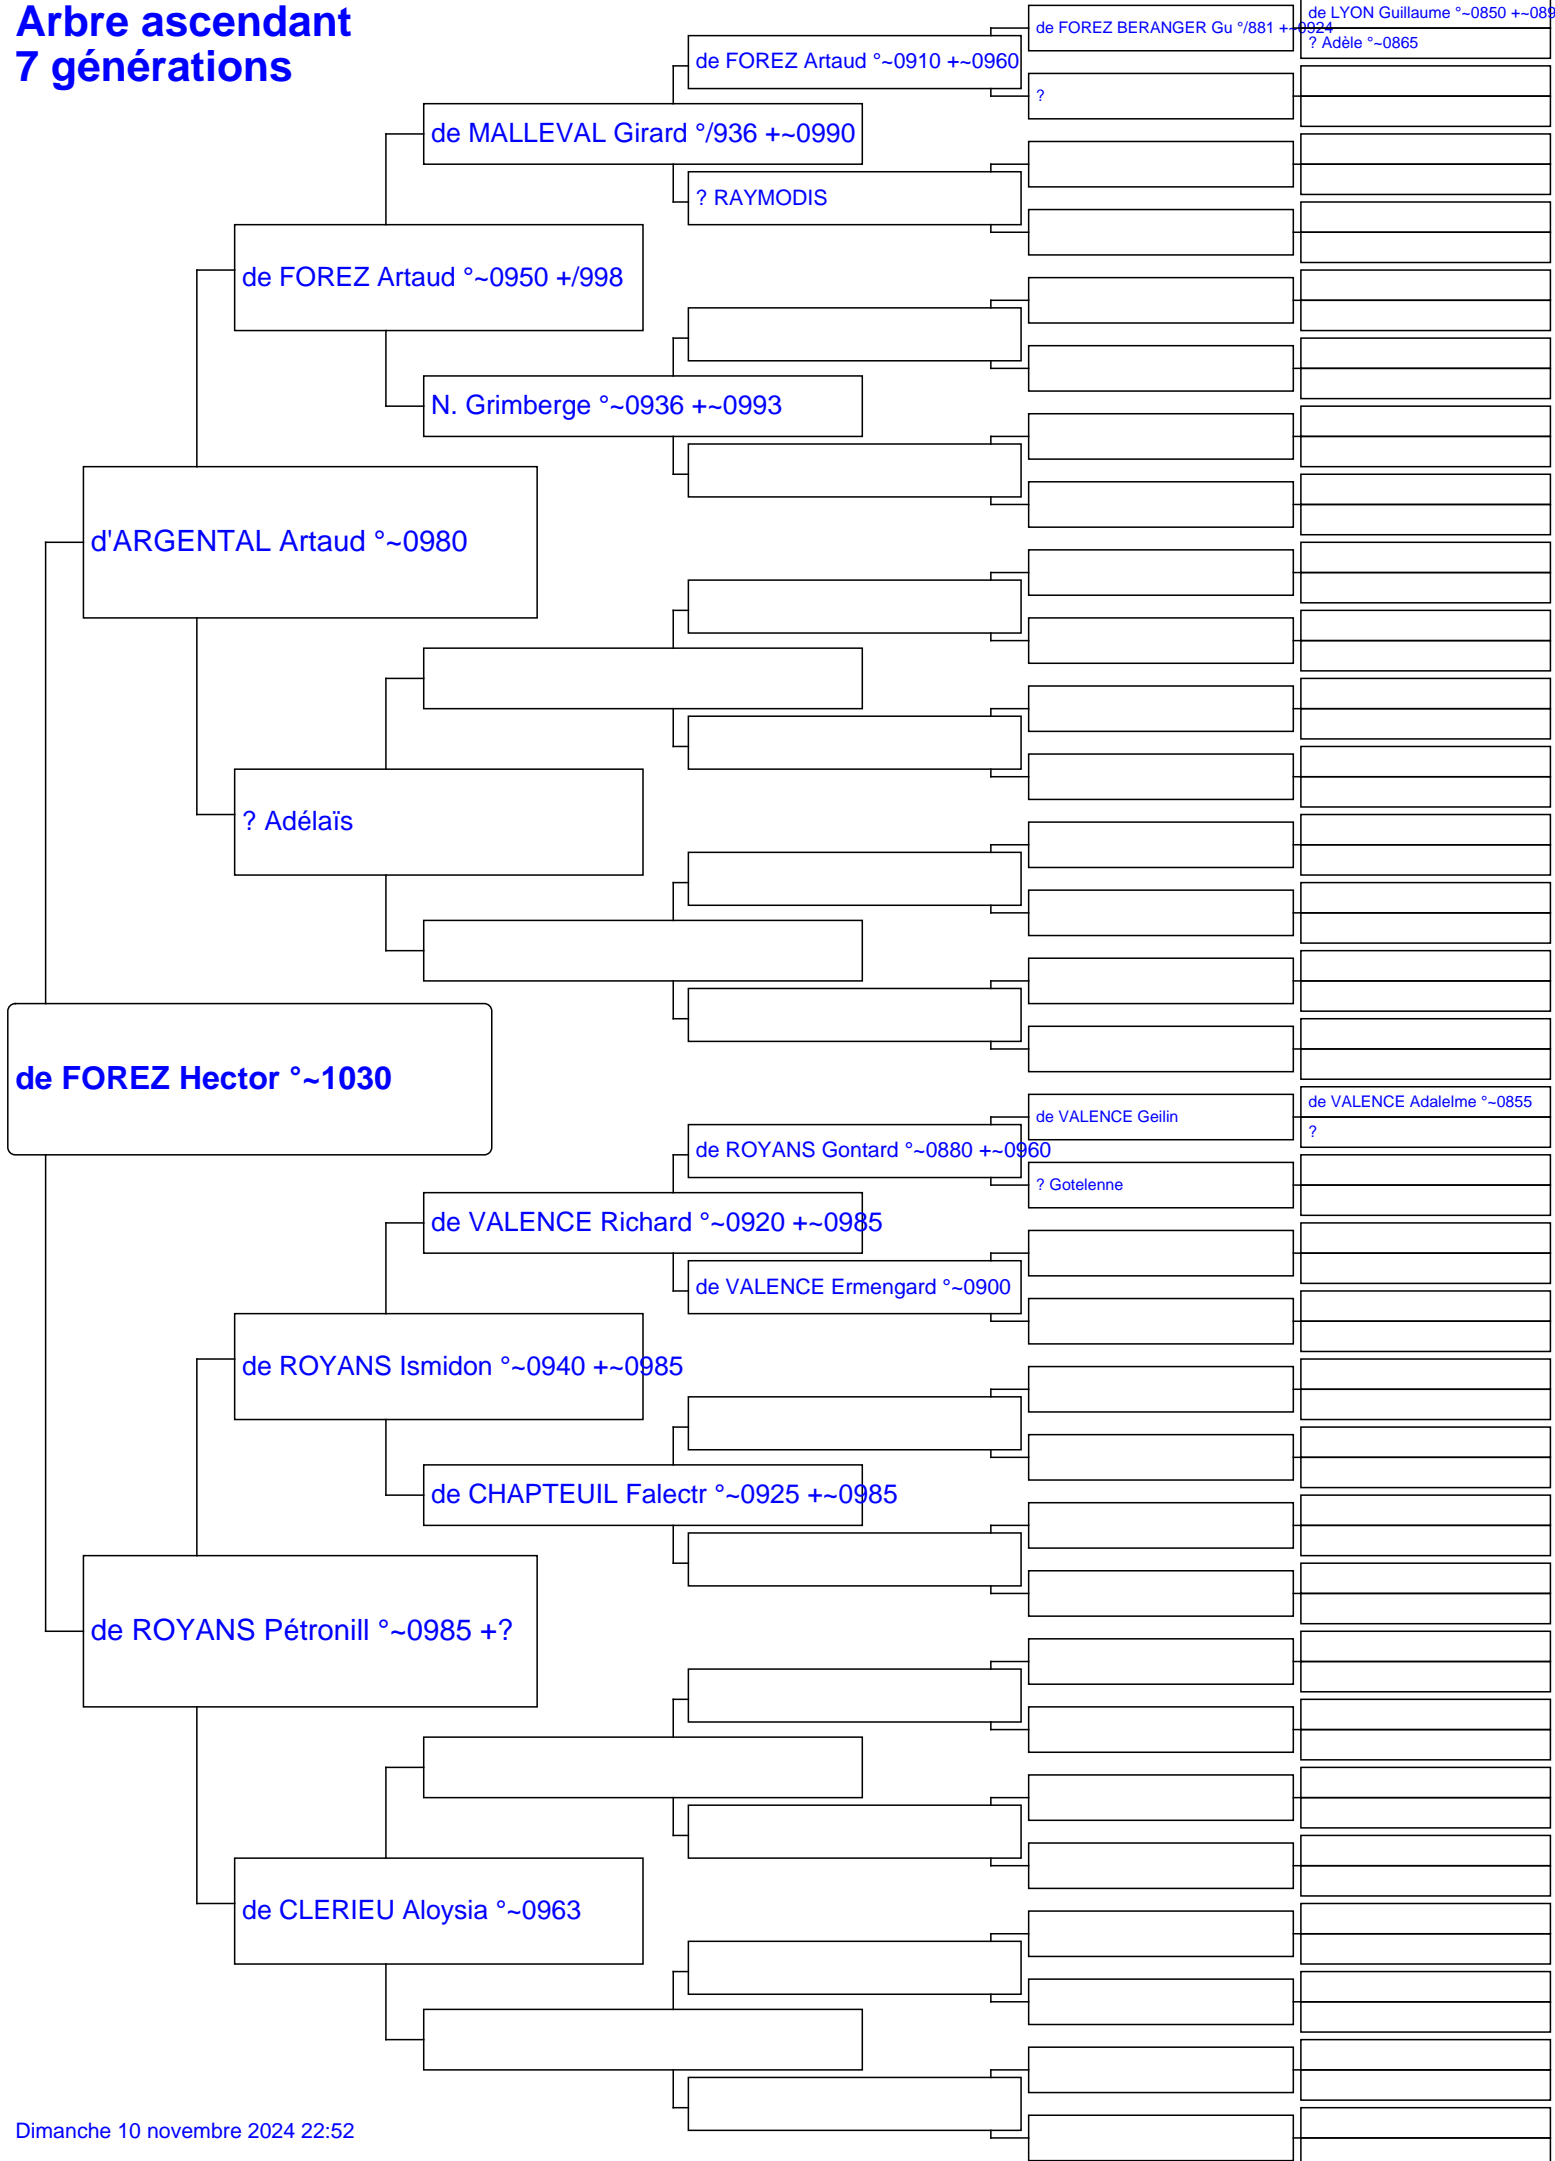 Arbre ascendant
7 générations
de LYON Guillaume °~0850 +~089
de FOREZ BERANGER Gu °/881 +~0924
? Adèle °~0865
de FOREZ Artaud °~0910 +~0960
?
de MALLEVAL Girard °/936 +~0990
? RAYMODIS
de FOREZ Artaud °~0950 +/998
N. Grimberge °~0936 +~0993
d'ARGENTAL Artaud °~0980
? Adélaïs
de FOREZ Hector °~1030
de VALENCE Adalelme °~0855
de VALENCE Geilin
?
de ROYANS Gontard °~0880 +~0960
? Gotelenne
de VALENCE Richard °~0920 +~0985
de VALENCE Ermengard °~0900
de ROYANS Ismidon °~0940 +~0985
de CHAPTEUIL Falectr °~0925 +~0985
de ROYANS Pétronill °~0985 +?
de CLERIEU Aloysia °~0963
Dimanche 10 novembre 2024 22:52